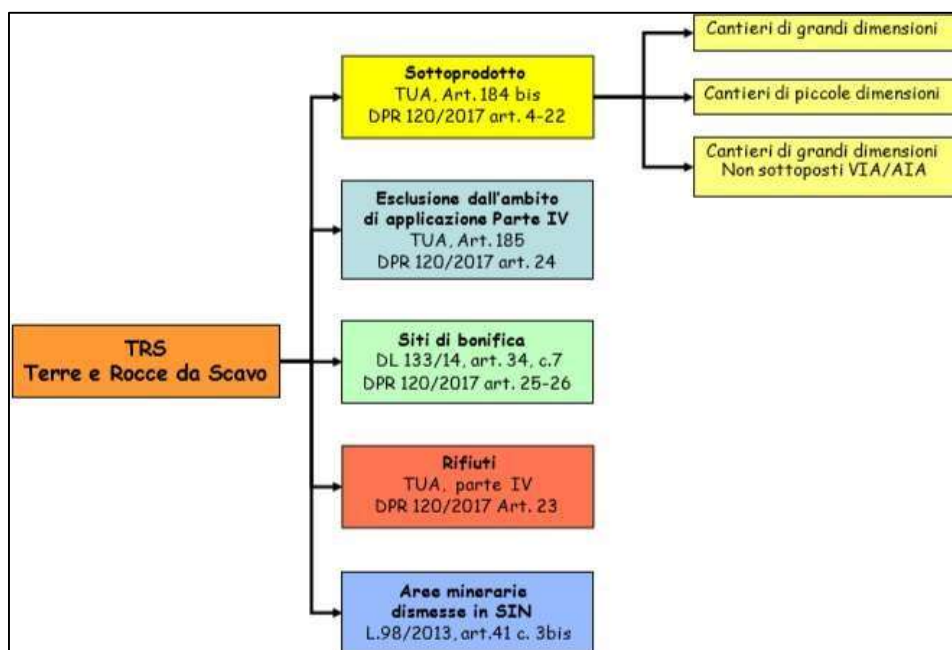 TRS
Terre e Rocce da Scavo
Sottoprodotto
TUA, Art. 184 bis
DPR 120/2017 art. 4-22
Cantieri di grandi dimensioni
Cantieri di piccole dimensioni
Cantieri di grandi dimensioni
Non sottoposti VIA/AIA
Esclusione dall'ambito
di applicazione Parte IV
TUA, Art. 185
DPR 120/2017 art. 24
Siti di bonifica
DL 133/14, art. 34, c.7
DPR 120/2017 art. 25-26
Rifiuti
TUA, parte IV
DPR 120/2017 Art. 23
Aree minerarie
dismesse in SIN
L.98/2013, art.41 c. 3bis